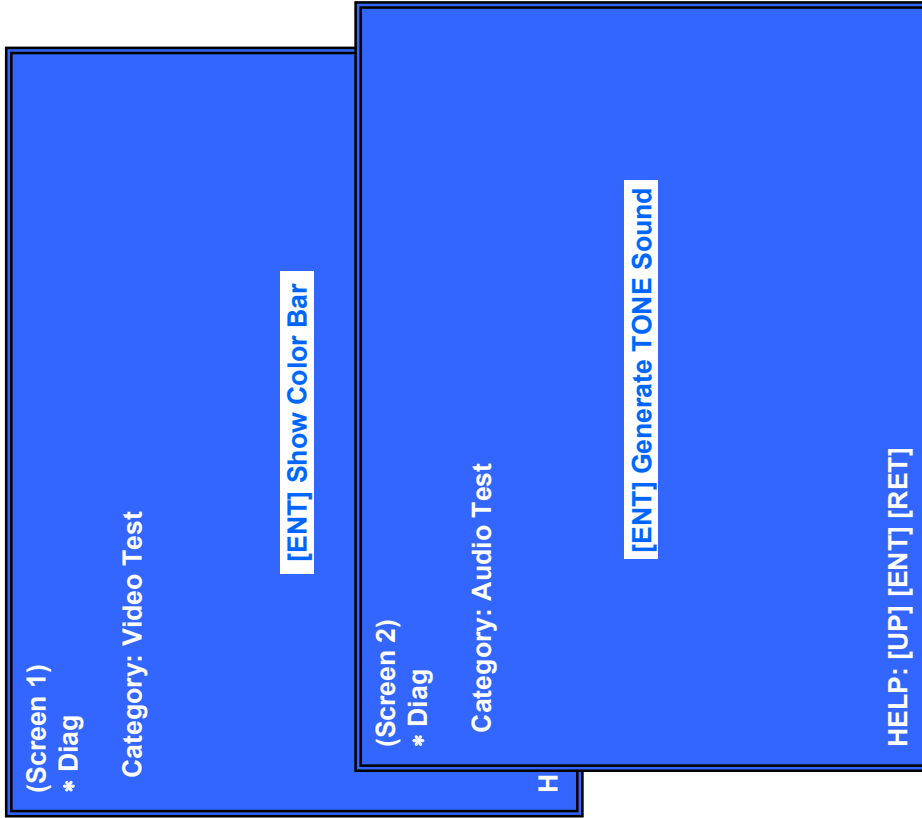 (Screen 1)
* Diag
Category: Video Test
[ENT] Show Color Bar
H
(Screen 2)
* Diag
Category: Audio Test
[ENT] Generate TONE Sound
HELP: [UP] [ENT] [RET]